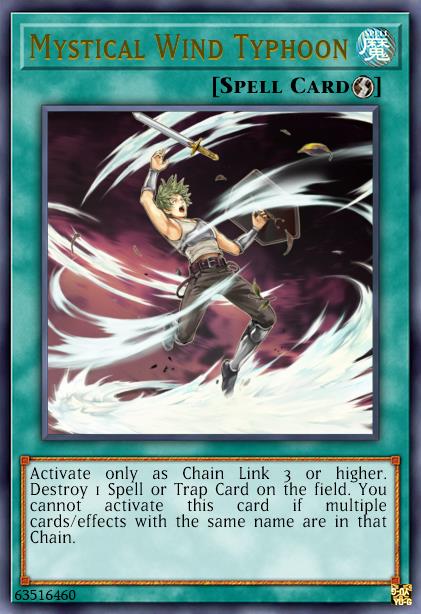 Mystical Wind Typhoon
SPELL
魔
[Spell Card]
Activate only as Chain Link 3 or higher.
Destroy 1 Spell or Trap Card on the field. You
cannot activate this card if multiple
cards/effects with the same name are in that
Chain.
63516460